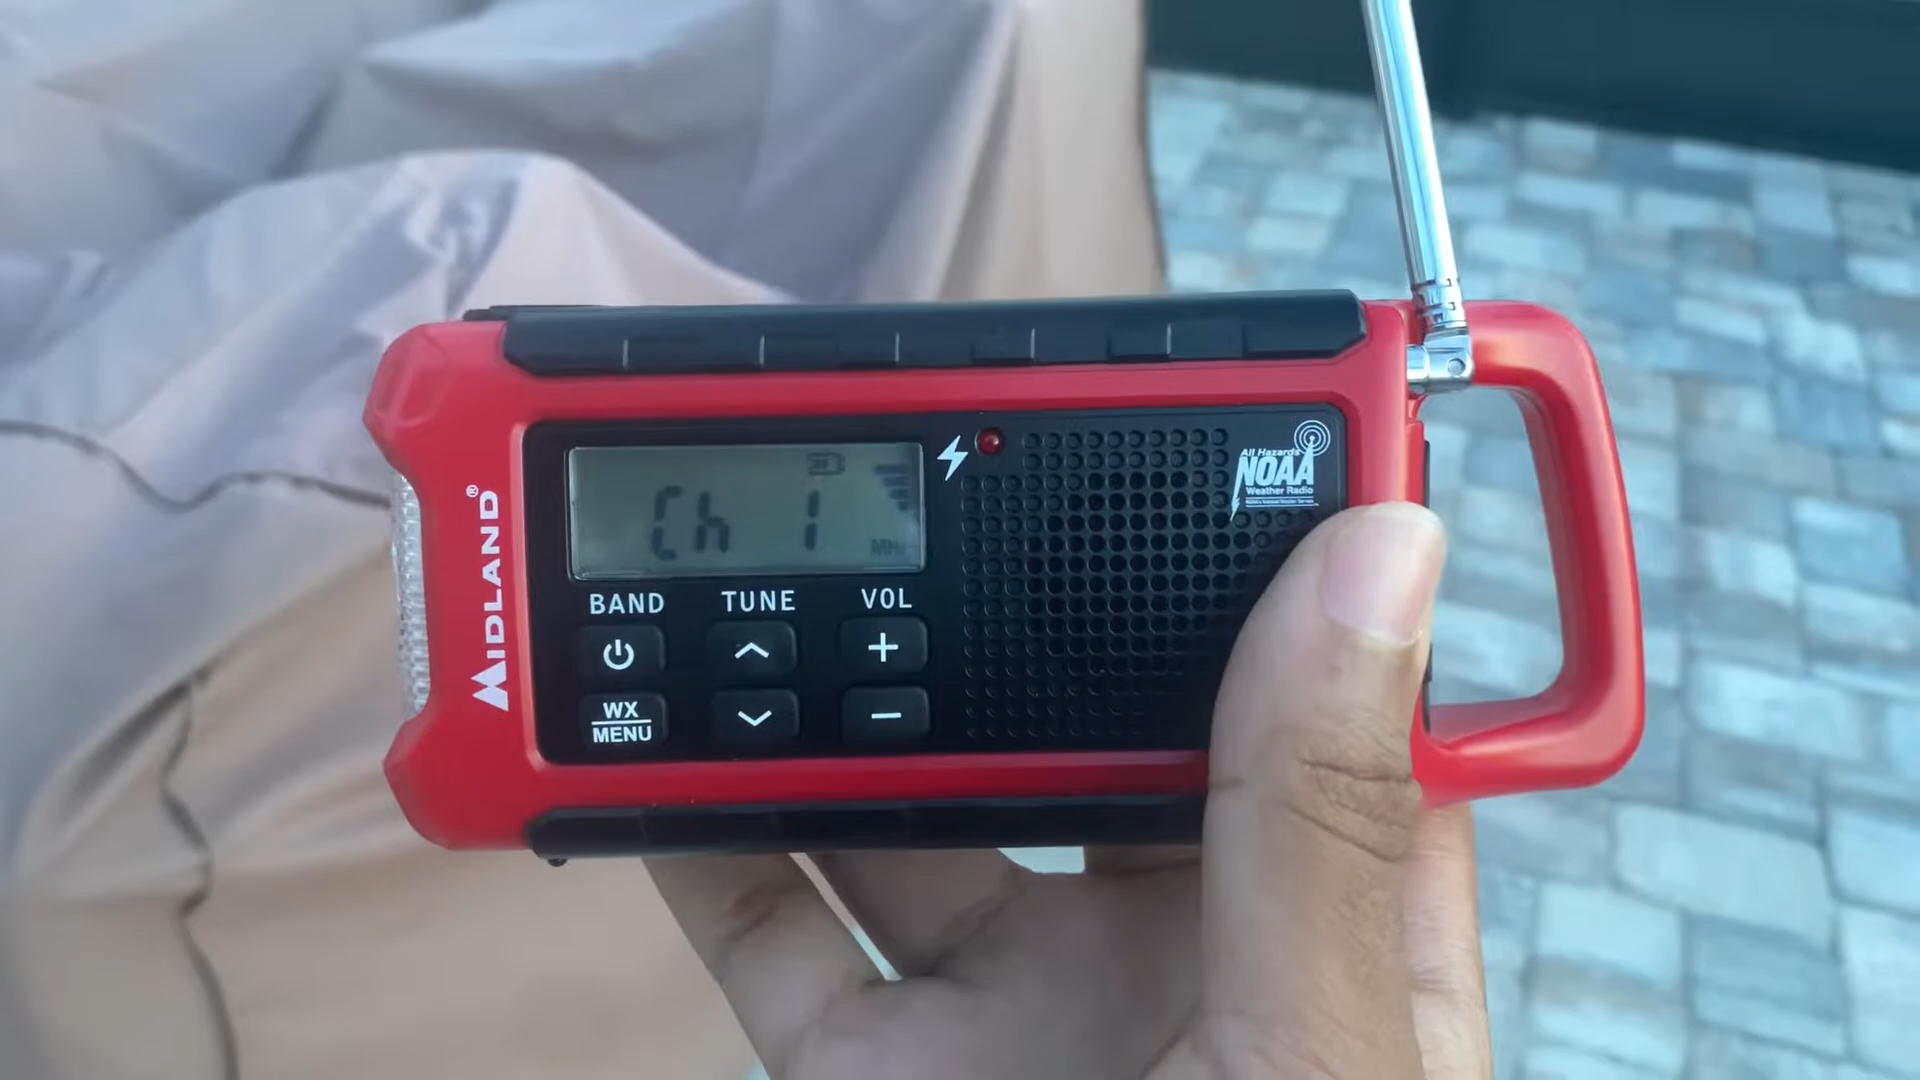 MIDLAND®
Ch 1
MHz
BAND TUNE VOL
WX
MENU
All Hazards
NOAA
Weather Radio